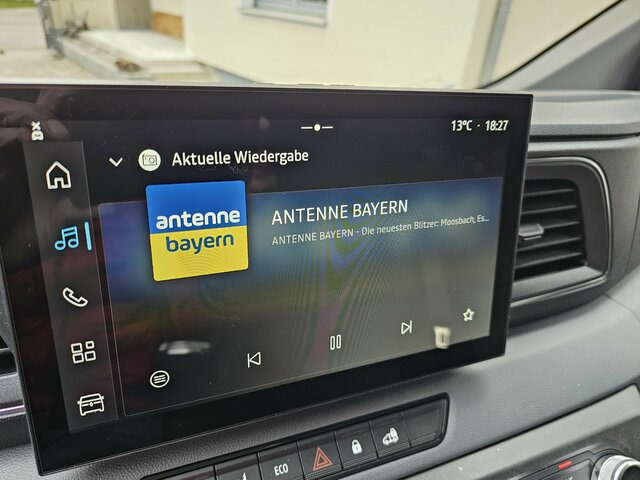 13°C · 18:27
Aktuelle Wiedergabe
antenne
bayern
ANTENNE BAYERN
ANTENNE BAYERN - Die neuesten Blitzer: Moosbach, Es...
ECO